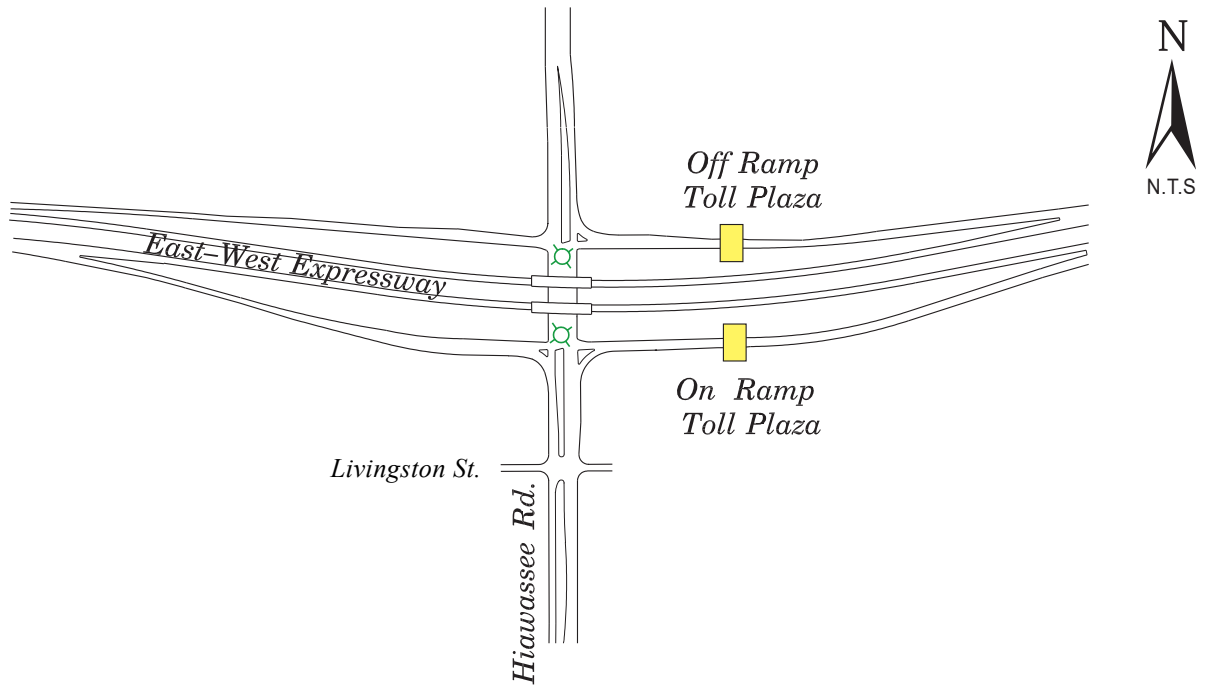 N
N.T.S
Off Ramp
Toll Plaza
East–West Expressway
On Ramp
Toll Plaza
Livingston St.
Hiawassee Rd.